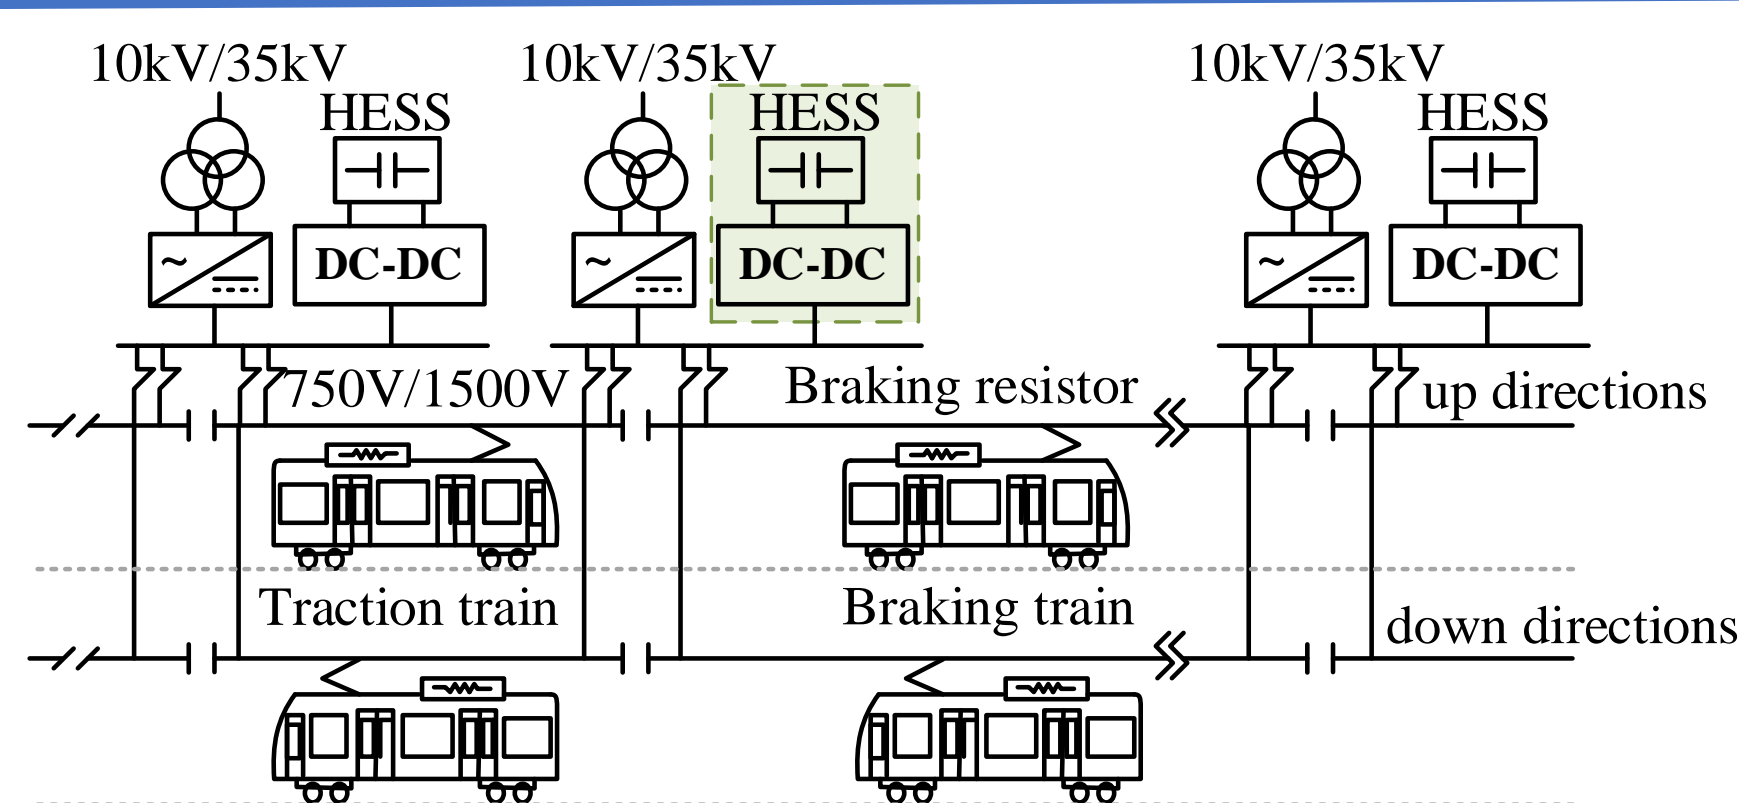 10kV/35kV
10kV/35kV
10kV/35kV
HESS
HESS
HESS
~
DC-DC
~
DC-DC
~
DC-DC
750V/1500V
Braking resistor
up directions
Traction train
Braking train
down directions